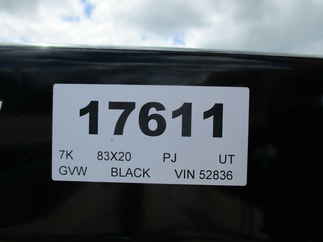 17611
7K 83X20 PJ UT
GVW BLACK VIN 52836